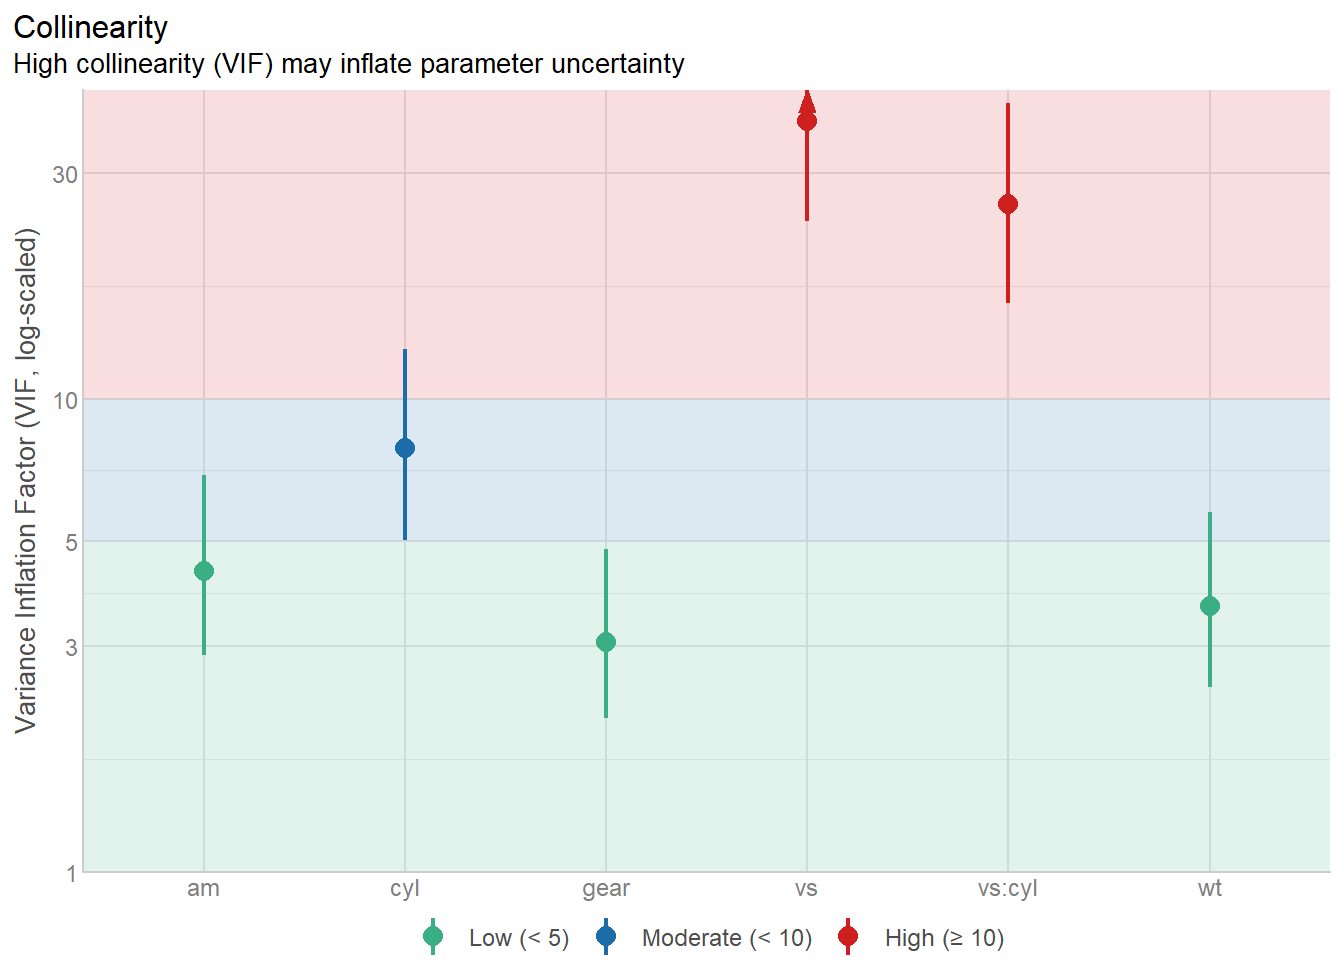 Collinearity
High collinearity (VIF) may inflate parameter uncertainty
Variance Inflation Factor (VIF, log-scaled)
30
10
5
3
1
am cyl gear vs vs:cyl wt
Low (< 5) Moderate (< 10) High (≥ 10)